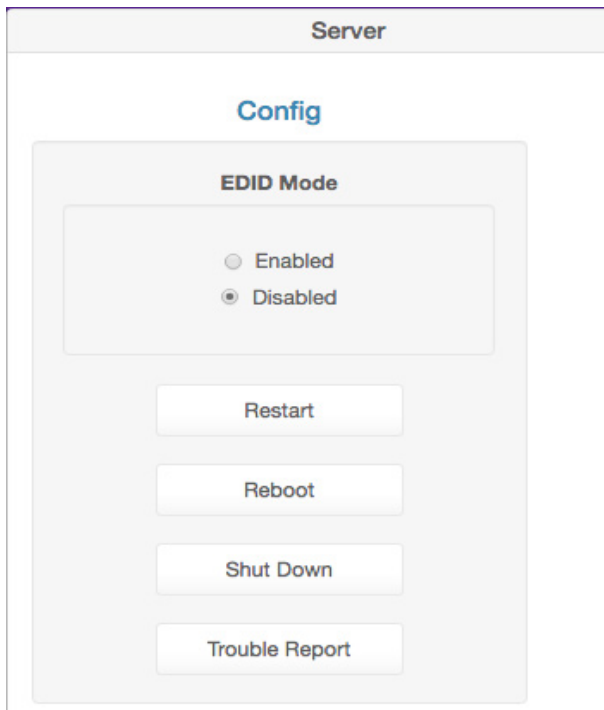 Server
Config
EDID Mode
Enabled
Disabled
Restart
Reboot
Shut Down
Trouble Report